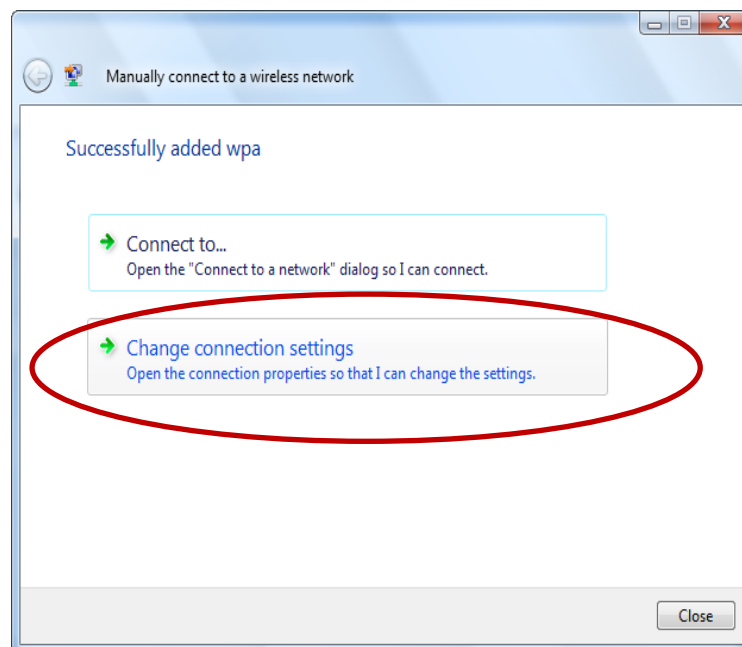 Manually connect to a wireless network
Successfully added wpa
Connect to...
Open the "Connect to a network" dialog so I can connect.
Change connection settings
Open the connection properties so that I can change the settings.
Close